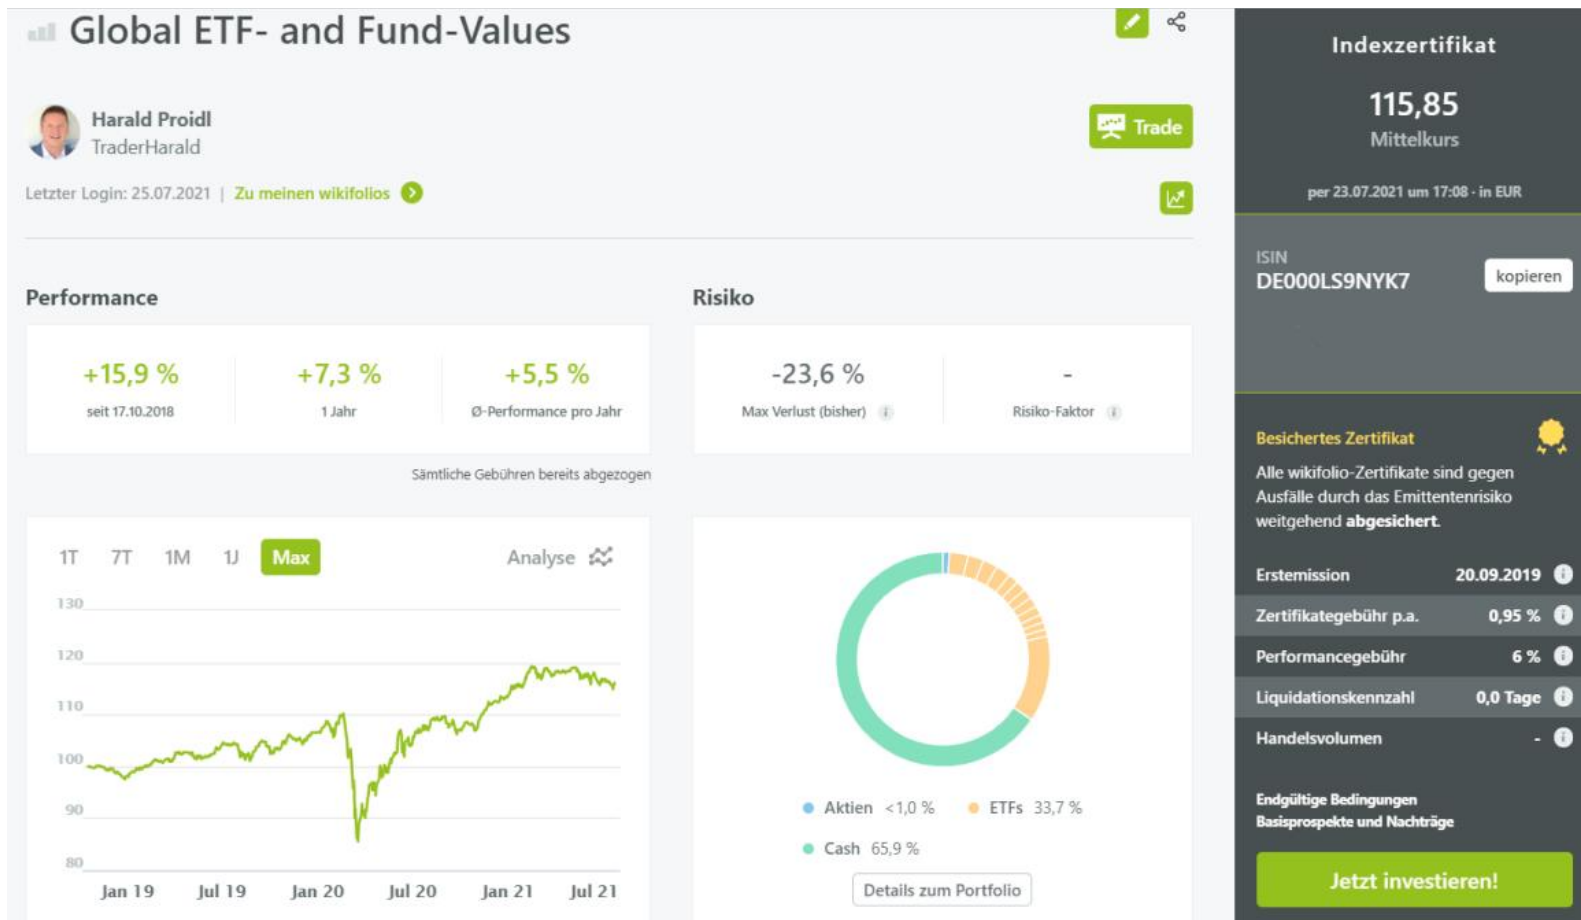 Global ETF- and Fund-Values
Harald Proidl
TraderHarald
Trade
Letzter Login: 25.07.2021 | Zu meinen wikifolios
Performance
+15,9 %
seit 17.10.2018
+7,3 %
1 Jahr
+5,5 %
Ø-Performance pro Jahr
Sämtliche Gebühren bereits abgezogen
Risiko
-23,6 %
Max Verlust (bisher) i
-
Risiko-Faktor i
1T 7T 1M 1J Max Analyse
130
120
110
100
90
80
Jan 19 Jul 19 Jan 20 Jul 20 Jan 21 Jul 21
Aktien <1,0 % ETFs 33,7 %
Cash 65,9 %
Details zum Portfolio
Indexzertifikat
115,85
Mittelkurs
per 23.07.2021 um 17:08 - in EUR
ISIN
DE000LS9NYK7
kopieren
Besichertes Zertifikat
Alle wikifolio-Zertifikate sind gegen
Ausfälle durch das Emittentenrisiko
weitgehend abgesichert.
Erstemission 20.09.2019 i
Zertifikategebühr p.a. 0,95 % i
Performancegebühr 6 % i
Liquidationskennzahl 0,0 Tage i
Handelsvolumen - i
Endgültige Bedingungen
Basisprospekte und Nachträge
Jetzt investieren!